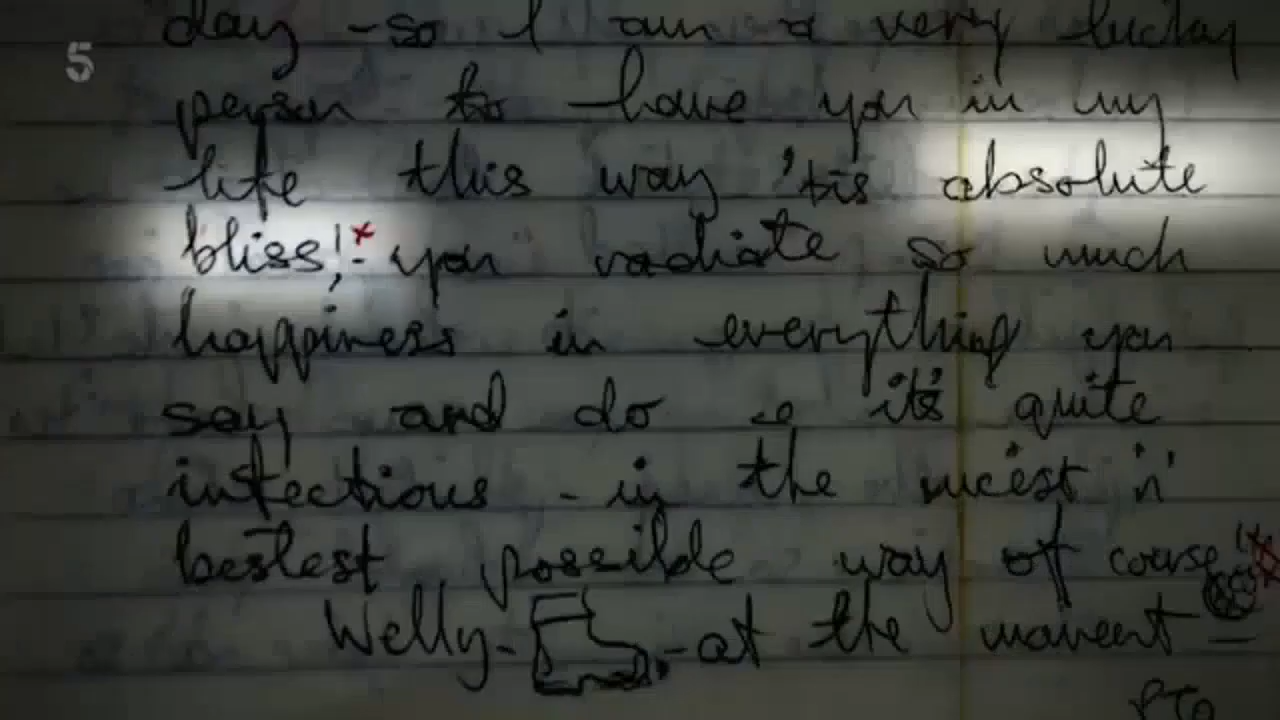 5
day - so I am a very lucky
person to have you in my
life this way 'tis absolute
bliss! - you radiate so much
happiness in everything you
say and do it's quite
infectious - in the nicest 'n'
bestest possible way of course!
Welly - - at the moment -
PTO